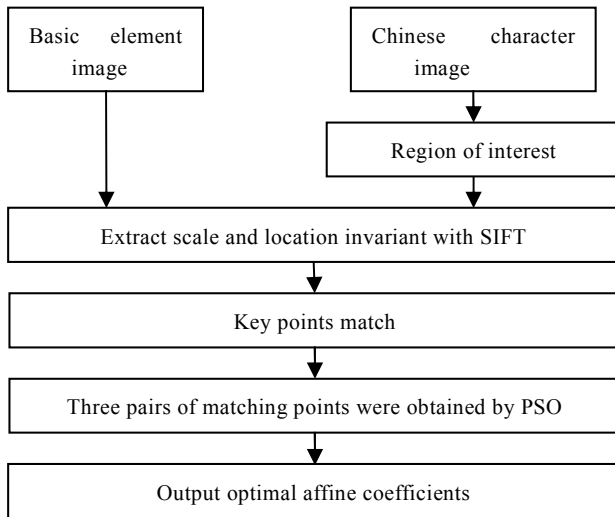 Basic element
image
Chinese character
image
Region of interest
Extract scale and location invariant with SIFT
Key points match
Three pairs of matching points were obtained by PSO
Output optimal affine coefficients